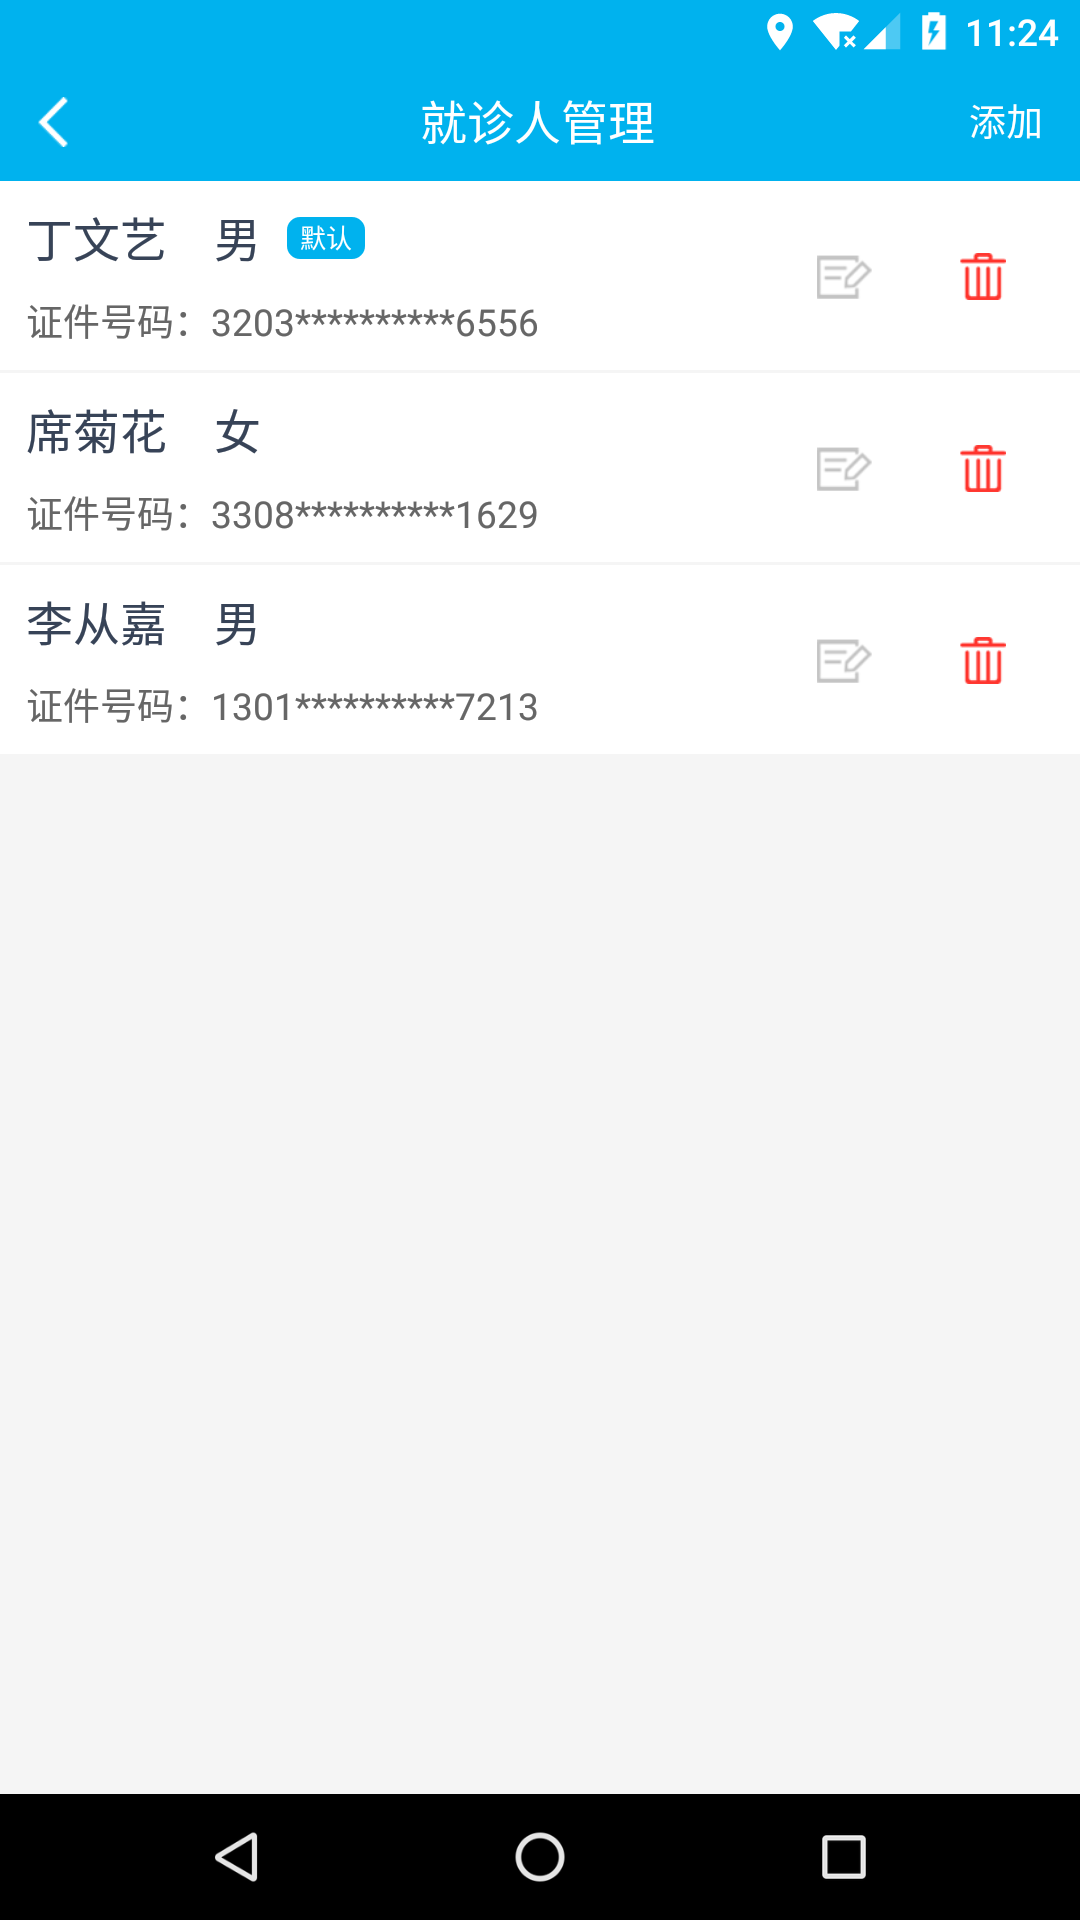 11:24
就诊人管理
添加
丁文艺 男 默认
证件号码：3203**********6556
席菊花 女
证件号码：3308**********1629
李从嘉 男
证件号码：1301**********7213